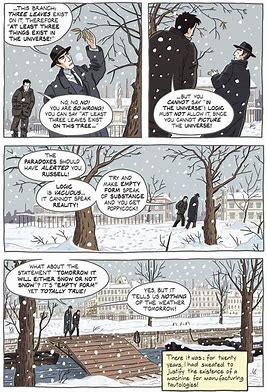 ...THIS BRANCH;
THREE LEAVES EXIST
ON IT, THEREFORE
"AT LEAST THREE
THINGS EXIST IN
THE UNIVERSE!"
NO, NO, NO!
YOU ARE
SO WRONG!
YOU CAN SAY "AT
LEAST THREE
LEAVES EXIST
ON THIS TREE...
...BUT YOU
CANNOT SAY "IN
THE UNIVERSE"! LOGIC
MUST NOT ALLOW IT, SINCE
YOU CANNOT PICTURE
THE UNIVERSE!
THE
PARADOXES SHOULD
HAVE ALERTED YOU,
RUSSELL!
LOGIC
IS VACUOUS...
IT CANNOT SPEAK
REALITY!
TRY AND
MAKE EMPTY
FORM SPEAK
OF SUBSTANCE
AND YOU GET
POPPYCOCK!
WHAT ABOUT THE
STATEMENT "TOMORROW IT
WILL EITHER SNOW OR NOT
SNOW"? IT'S "EMPTY FORM"
YET TOTALLY TRUE!
YES, BUT IT
TELLS US NOTHING
OF THE WEATHER
TOMORROW!
There it was: for twenty
years, I had sweated to
justify the existence of a
machine for manufacturing
tautologies!